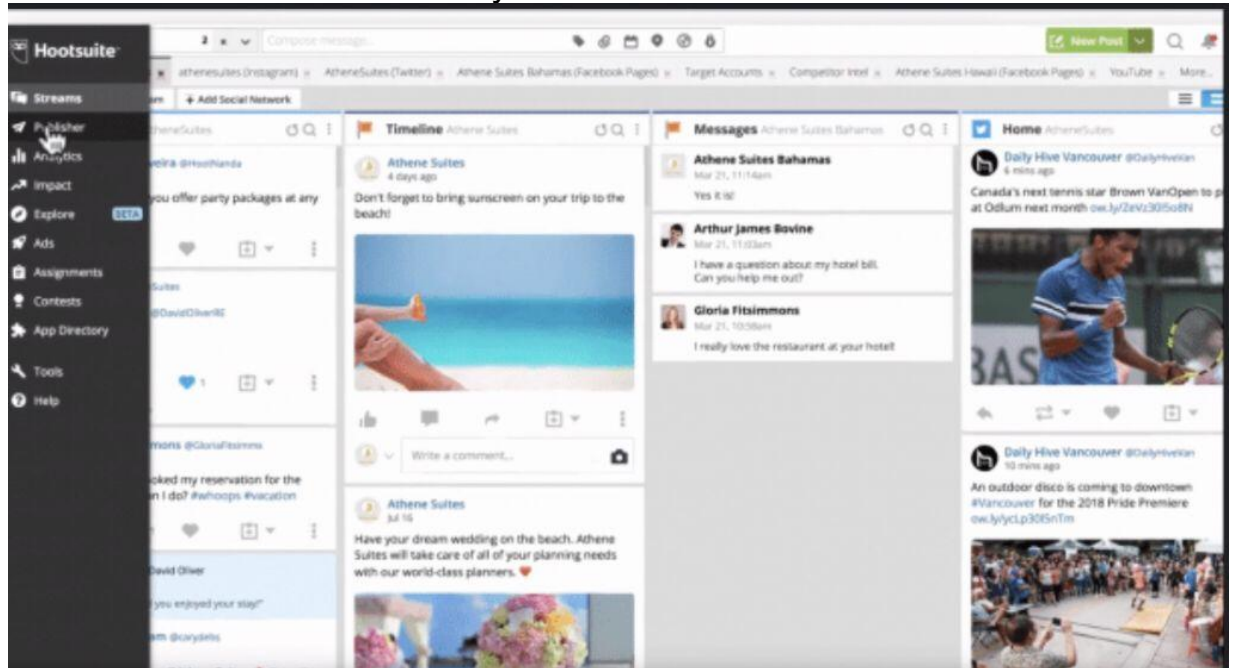 Hootsuite
Streams
Publisher
Analytics
Impact
Explore BETA
Ads
Assignments
Contests
App Directory
Tools
Help
2
Compose message...
New Post
athenesuites (Instagram)
AtheneSuites (Twitter)
Athene Suites Bahamas (Facebook Pages)
Target Accounts
Competitor Intel
Athene Suites Hawaii (Facebook Pages)
YouTube
More...
Add Social Network
@HootNanda
you offer party packages at any
@DavidOliverRE
1
@GloriaFitsimms
my reservation for the
I do? #whoops #vacation
David Oliver
you enjoyed your stay!"
Timeline Athene Suites
Athene Suites
4 days ago
Don't forget to bring sunscreen on your trip to the
beach!
Write a comment...
Athene Suites
Jul 16
Have your dream wedding on the beach. Athene
Suites will take care of all of your planning needs
with our world-class planners.
Messages Athene Suites Bahamas
Athene Suites Bahamas
Mar 21, 11:14am
Yes it is!
Arthur James Bovine
Mar 21, 11:03am
I have a question about my hotel bill.
Can you help me out?
Gloria Fitsimmons
Mar 21, 10:58am
I really love the restaurant at your hotel!
Home AtheneSuites
Daily Hive Vancouver @DailyHiveVan
6 mins ago
Canada's next tennis star Brown VanOpen to p
at Odlum next month
Daily Hive Vancouver @DailyHiveVan
10 mins ago
An outdoor disco is coming to downtown
#Vancouver for the 2018 Pride Premiere
ow.ly/ycLp30l5nTm